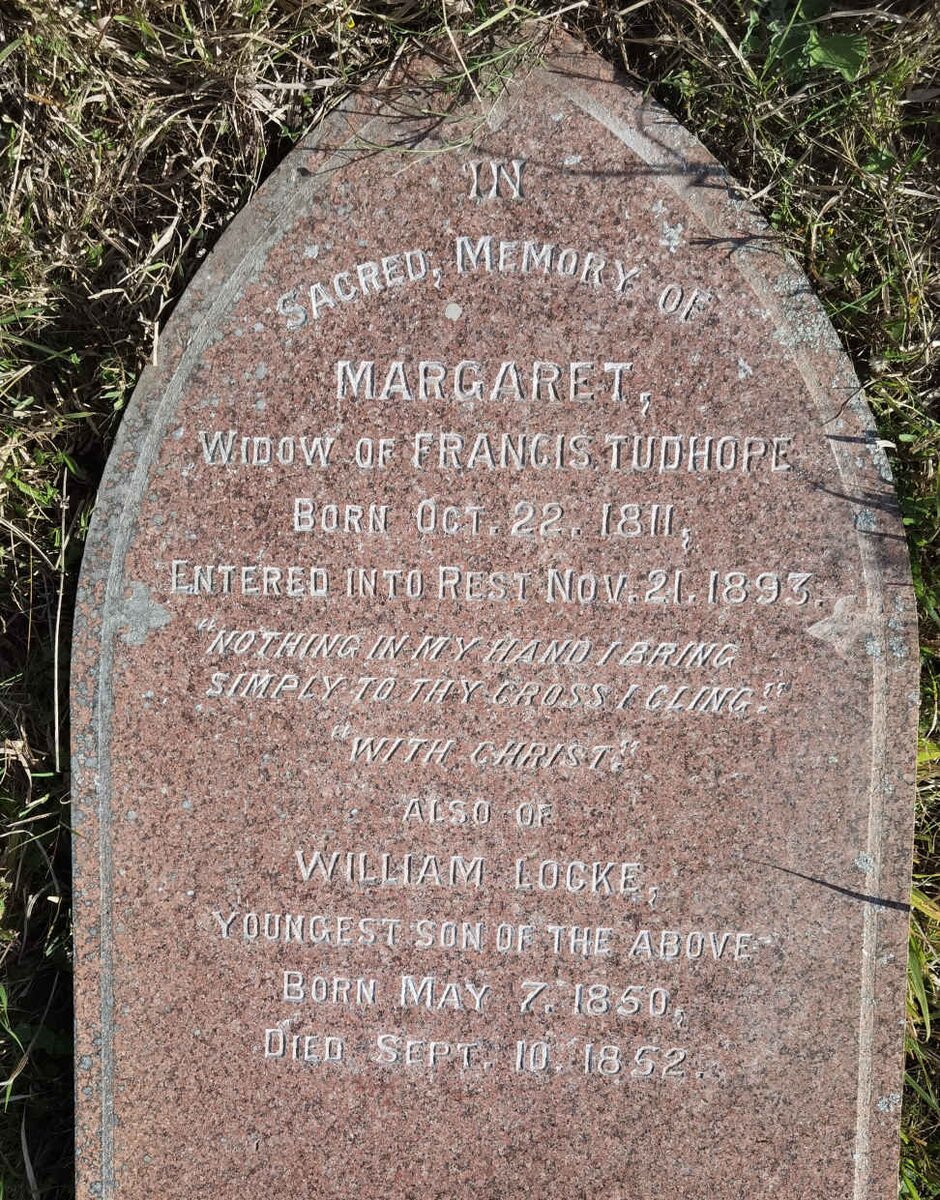 IN
SACRED, MEMORY OF
MARGARET,
WIDOW OF FRANCIS TUDHOPE
BORN OCT. 22. 1811,
ENTERED INTO REST NOV. 21. 1893.
"NOTHING IN MY HAND I BRING
SIMPLY TO THY CROSS I CLING."
"WITH CHRIST."
ALSO OF
WILLIAM LOCKE,
YOUNGEST SON OF THE ABOVE
BORN MAY 7. 1850,
DIED SEPT. 10. 1852.